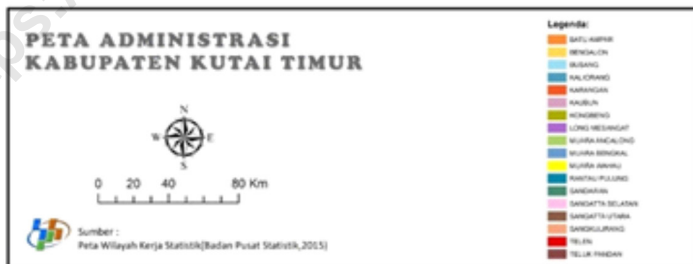 PETA ADMINISTRASI
KABUPATEN KUTAI TIMUR
N
W E
S
0 20 40 80 Km
Sumber :
Peta Wilayah Kerja Statistik(Badan Pusat Statistik,2015)
Legenda:
BATU AMPAR
BENGALON
BUSANG
KALIORANG
KARANGAN
KAUBUN
KONGBENG
LONG MESANGAT
MUARA ANCALONG
MUARA BENGKAL
MUARA WAHAU
RANTAU PULUNG
SANDARAN
SANGATTA SELATAN
SANGATTA UTARA
SANGKULIRANG
TELEN
TELUK PANDAN